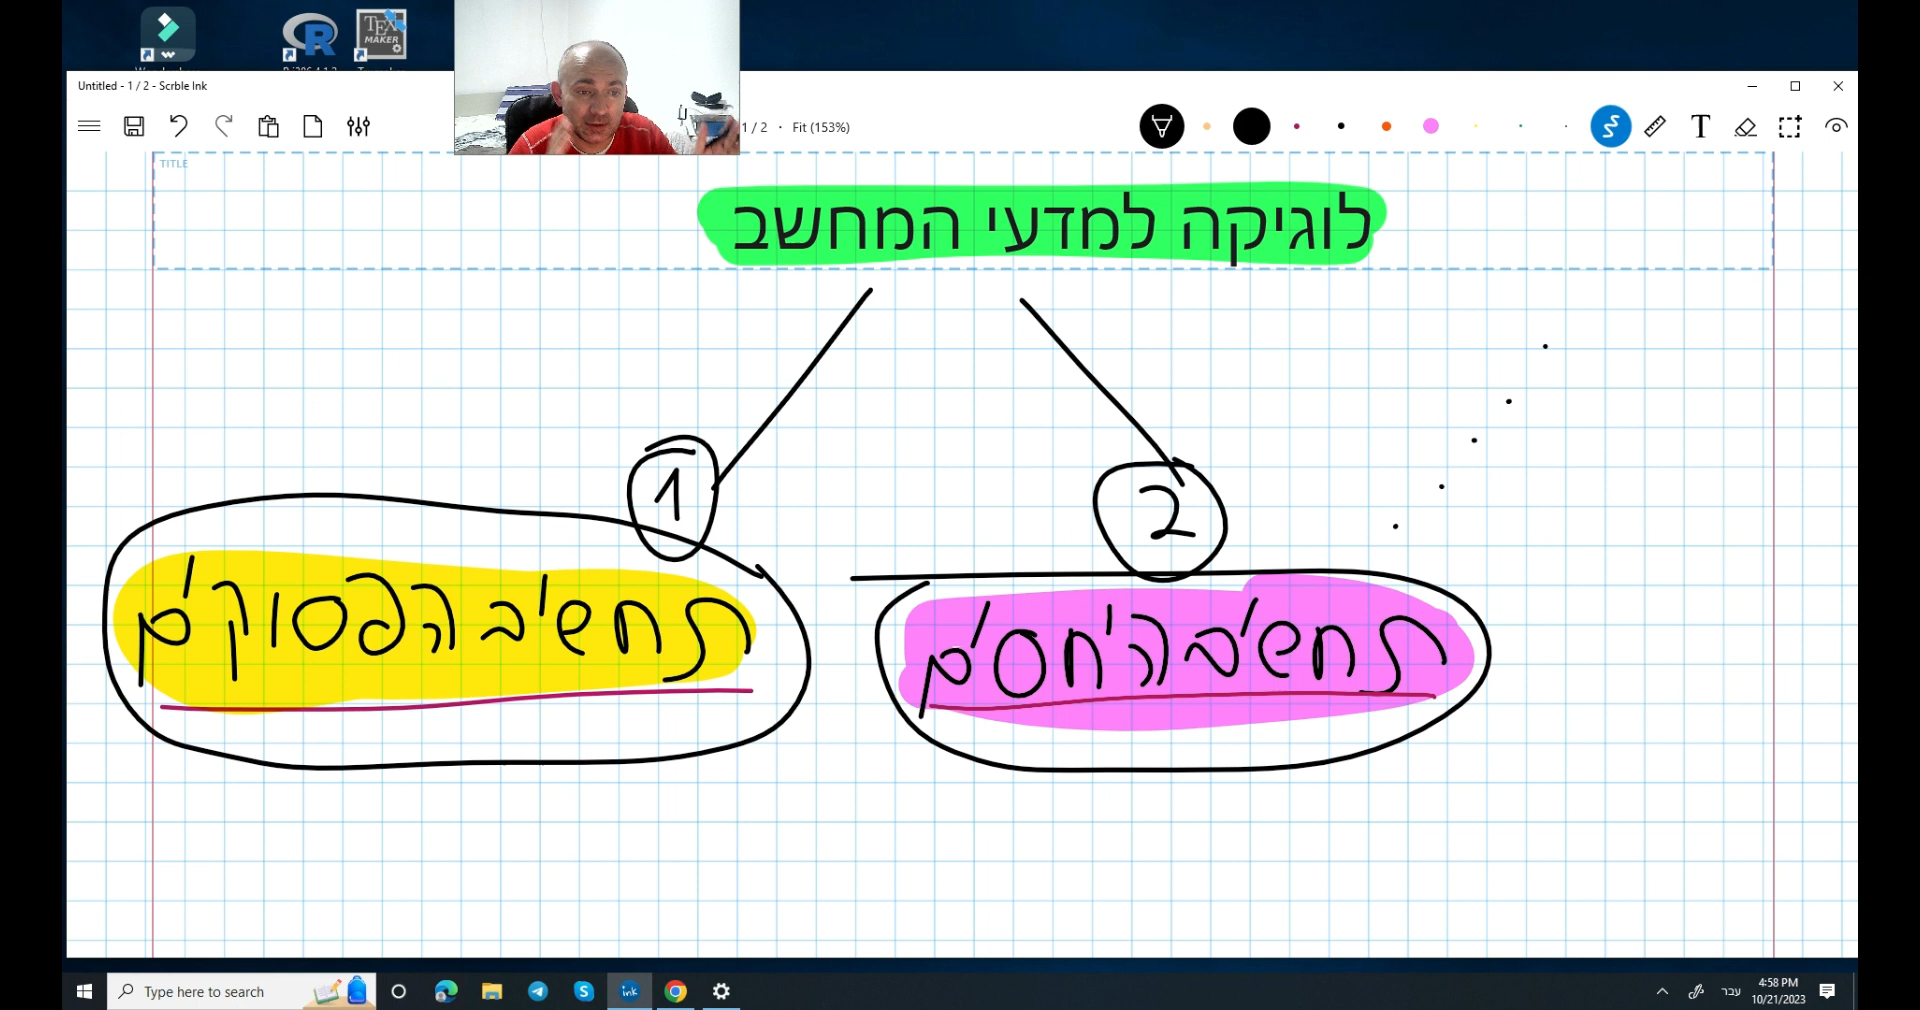 Untitled - 1 / 2 - Scrble Ink
1 / 2 · Fit (153%)
TITLE
לוגיקה למדעי המחשב
1
2
תחשיב הפסוקים
תחשיב היחסים
Type here to search
ink
עבר
4:58 PM
10/21/2023